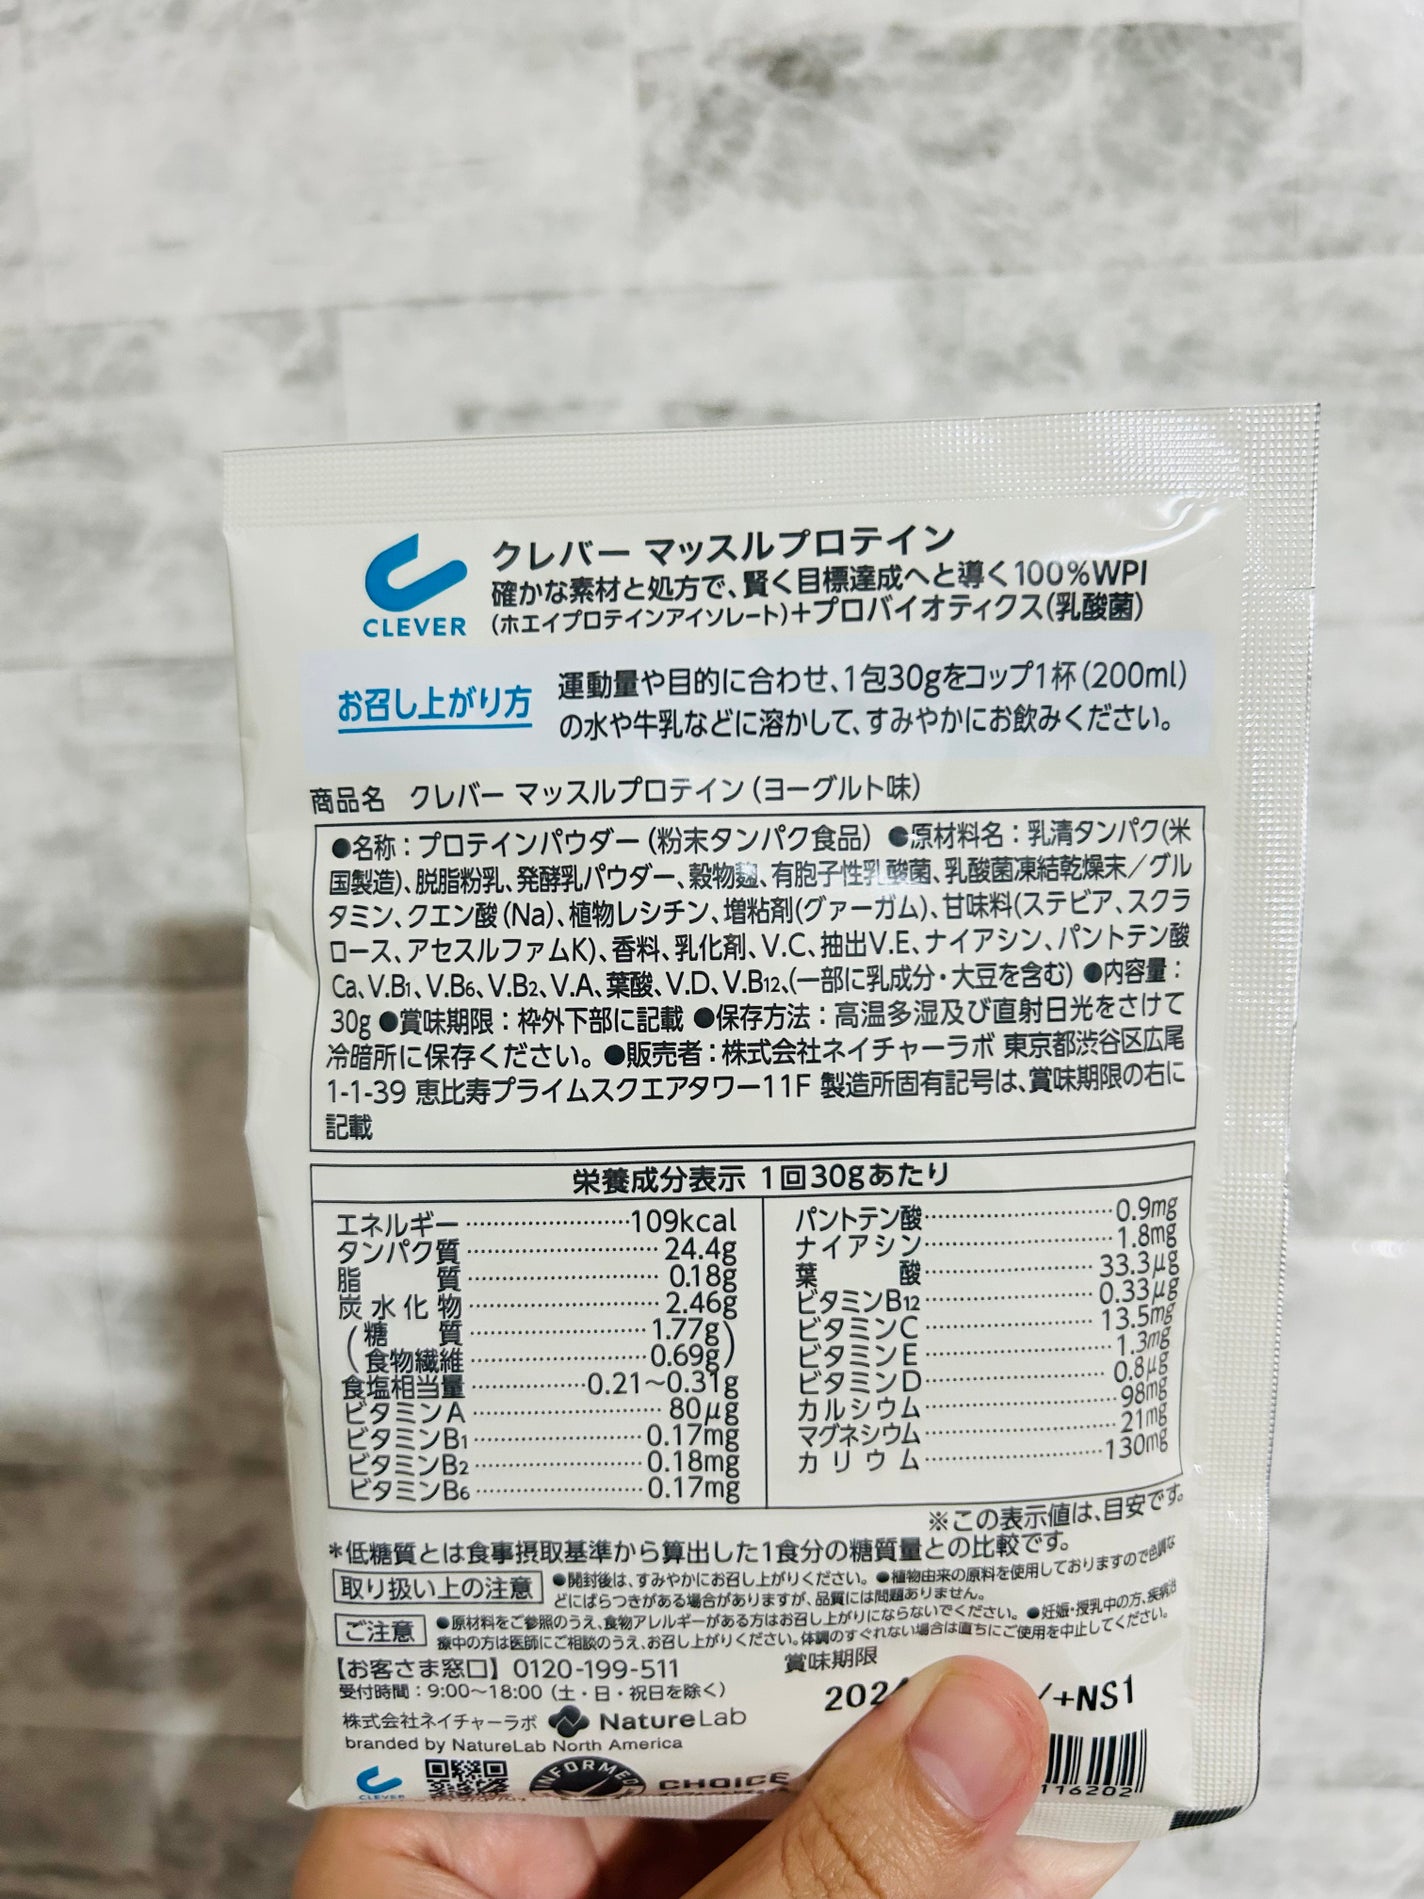 クレバー マッスルプロテイン
確かな素材と処方で、賢く目標達成へと導く100%WPI
(ホエイプロテインアイソレート)+プロバイオティクス(乳酸菌)
CLEVER
お召し上がり方
運動量や目的に合わせ、1包30gをコップ1杯(200ml)
の水や牛乳などに溶かして、すみやかにお飲みください。
商品名 クレバー マッスルプロテイン(ヨーグルト味)
●名称:プロテインパウダー(粉末タンパク食品) ●原材料名:乳清タンパク(米
国製造)、脱脂粉乳、発酵乳パウダー、穀物麹、有胞子性乳酸菌、乳酸菌凍結乾燥末/グル
タミン、クエン酸(Na)、植物レシチン、増粘剤(グァーガム)、甘味料(ステビア、スクラ
ロース、アセスルファムK)、香料、乳化剤、V.C、抽出V.E、ナイアシン、パントテン酸
Ca、V.B1、V.B6、V.B2、V.A、葉酸、V.D、V.B12、(一部に乳成分・大豆を含む) ●内容量:
30g ●賞味期限:枠外下部に記載 ●保存方法:高温多湿及び直射日光をさけて
冷暗所に保存ください。●販売者:株式会社ネイチャーラボ 東京都渋谷区広尾
1-1-39 恵比寿プライムスクエアタワー11F 製造所固有記号は、賞味期限の右に
記載
栄養成分表示 1回30gあたり
エネルギー 109kcal
タンパク質 24.4g
脂質 0.18g
炭水化物 2.46g
(糖質 1.77g)
(食物繊維 0.69g)
食塩相当量 0.21~0.31g
ビタミンA 80μg
ビタミンB1 0.17mg
ビタミンB2 0.18mg
ビタミンB6 0.17mg
パントテン酸 0.9mg
ナイアシン 1.8mg
葉酸 33.3μg
ビタミンB12 0.33μg
ビタミンC 13.5mg
ビタミンE 1.3mg
ビタミンD 0.8μg
カルシウム 98mg
マグネシウム 21mg
カリウム 130mg
※この表示値は、目安です。
*低糖質とは食事摂取基準から算出した1食分の糖質量との比較です。
取り扱い上の注意
●開封後は、すみやかにお召し上がりください。●植物由来の原料を使用しておりますので色調な
どにばらつきがある場合がありますが、品質には問題ありません。
ご注意
●原材料をご参照のうえ、食物アレルギーがある方はお召し上がりにならないでください。●妊娠・授乳中の方、疾病治
療中の方は医師にご相談のうえ、お召し上がりください。体調のすぐれない場合は直ちにご使用を中止してください。
【お客さま窓口】0120-199-511
受付時間:9:00~18:00(土・日・祝日を除く)
株式会社ネイチャーラボ NatureLab
branded by NatureLab North America
賞味期限
202 /+NS1
CLEVER
INFORMED
CHOICE
116202